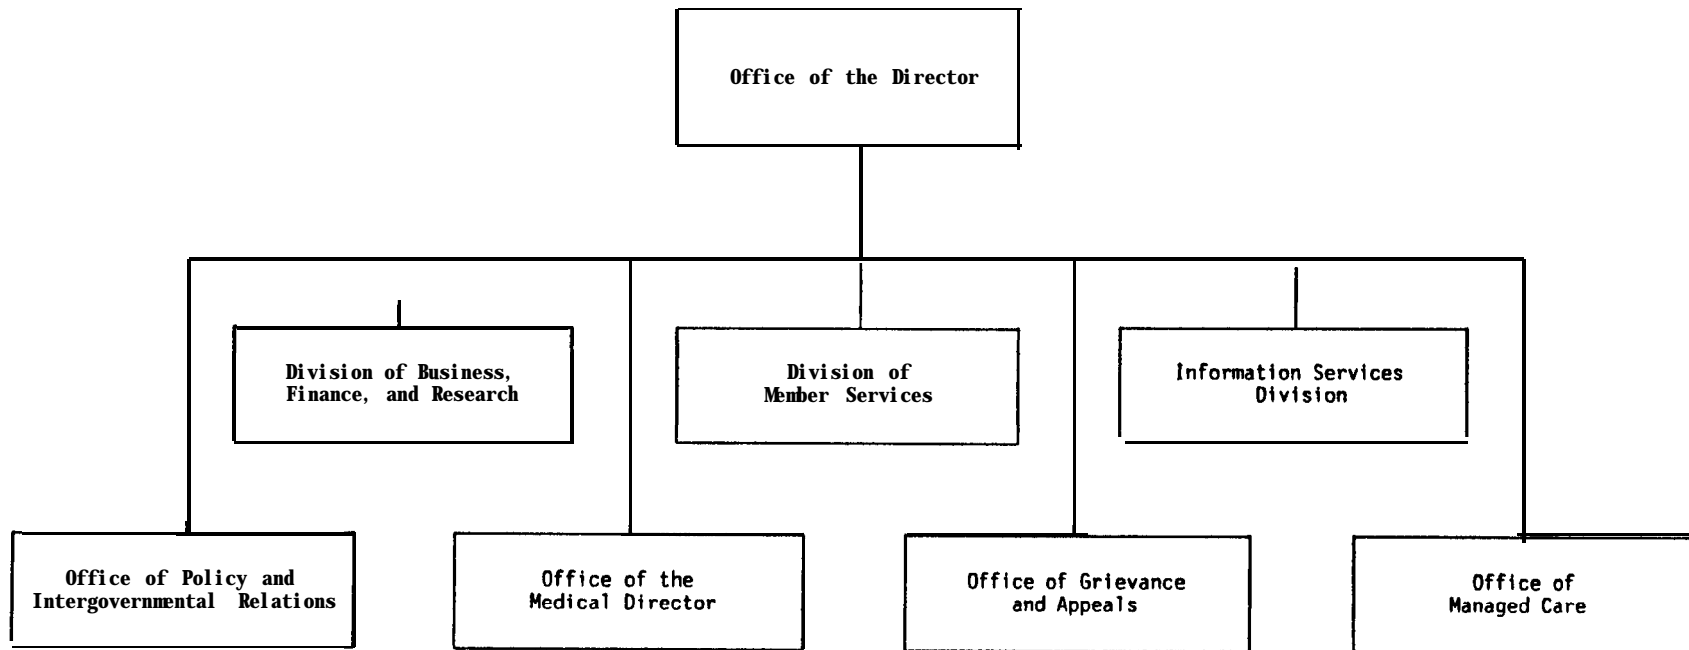 Office of the Director
Division of Business,
Finance, and Research
Division of
Member Services
Information Services
Division
Office of Policy and
Intergovernmental Relations
Office of the
Medical Director
Office of Grievance
and Appeals
Office of
Managed Care